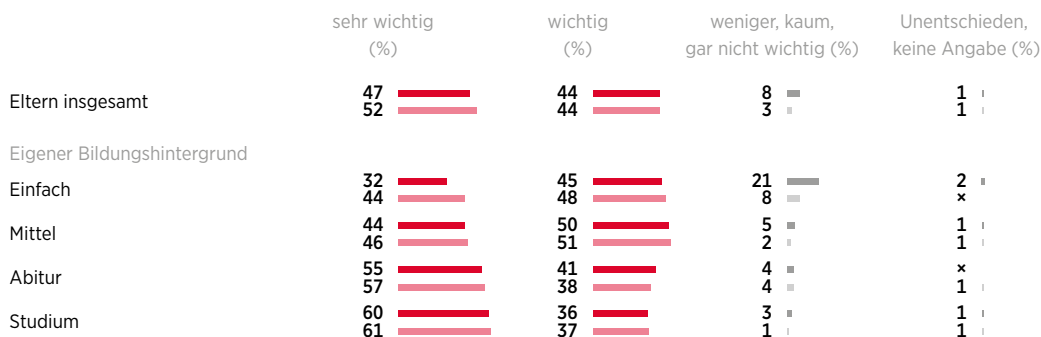 sehr wichtig (%) wichtig (%) weniger, kaum, gar nicht wichtig (%) Unentschieden, keine Angabe (%)
Eltern insgesamt
47 44 8 1
52 44 3 1
Eigener Bildungshintergrund
Einfach
32 45 21 2
44 48 8 ×
Mittel
44 50 5 1
46 51 2 1
Abitur
55 41 4 ×
57 38 4 1
Studium
60 36 3 1
61 37 1 1